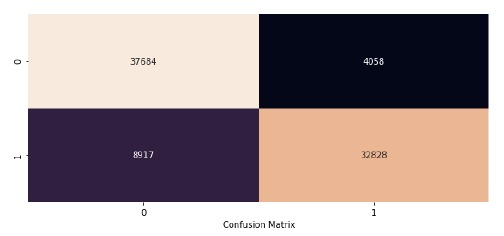 0 37684 4058
1 8917 32828
0 1
Confusion Matrix